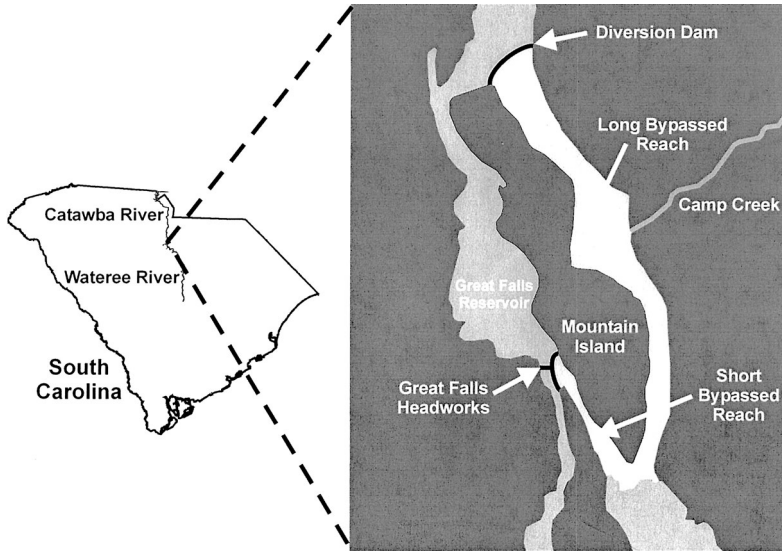 Catawba River
Wateree River
South
Carolina
Diversion Dam
Long Bypassed
Reach
Camp Creek
Great Falls
Reservoir
Mountain
Island
Great Falls
Headworks
Short
Bypassed
Reach